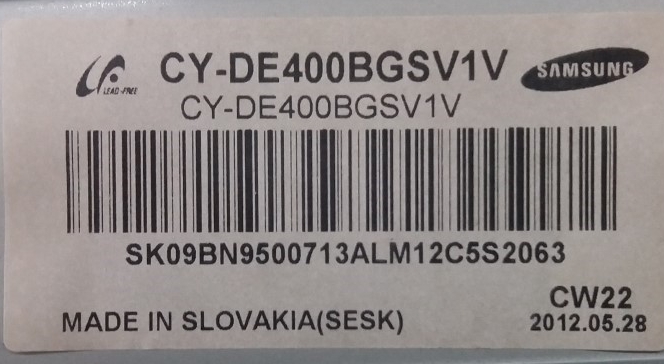 LEAD-FREE
CY-DE400BGSV1V
SAMSUNG
CY-DE400BGSV1V
SK09BN9500713ALM12C5S2063
CW22
MADE IN SLOVAKIA(SESK)
2012.05.28